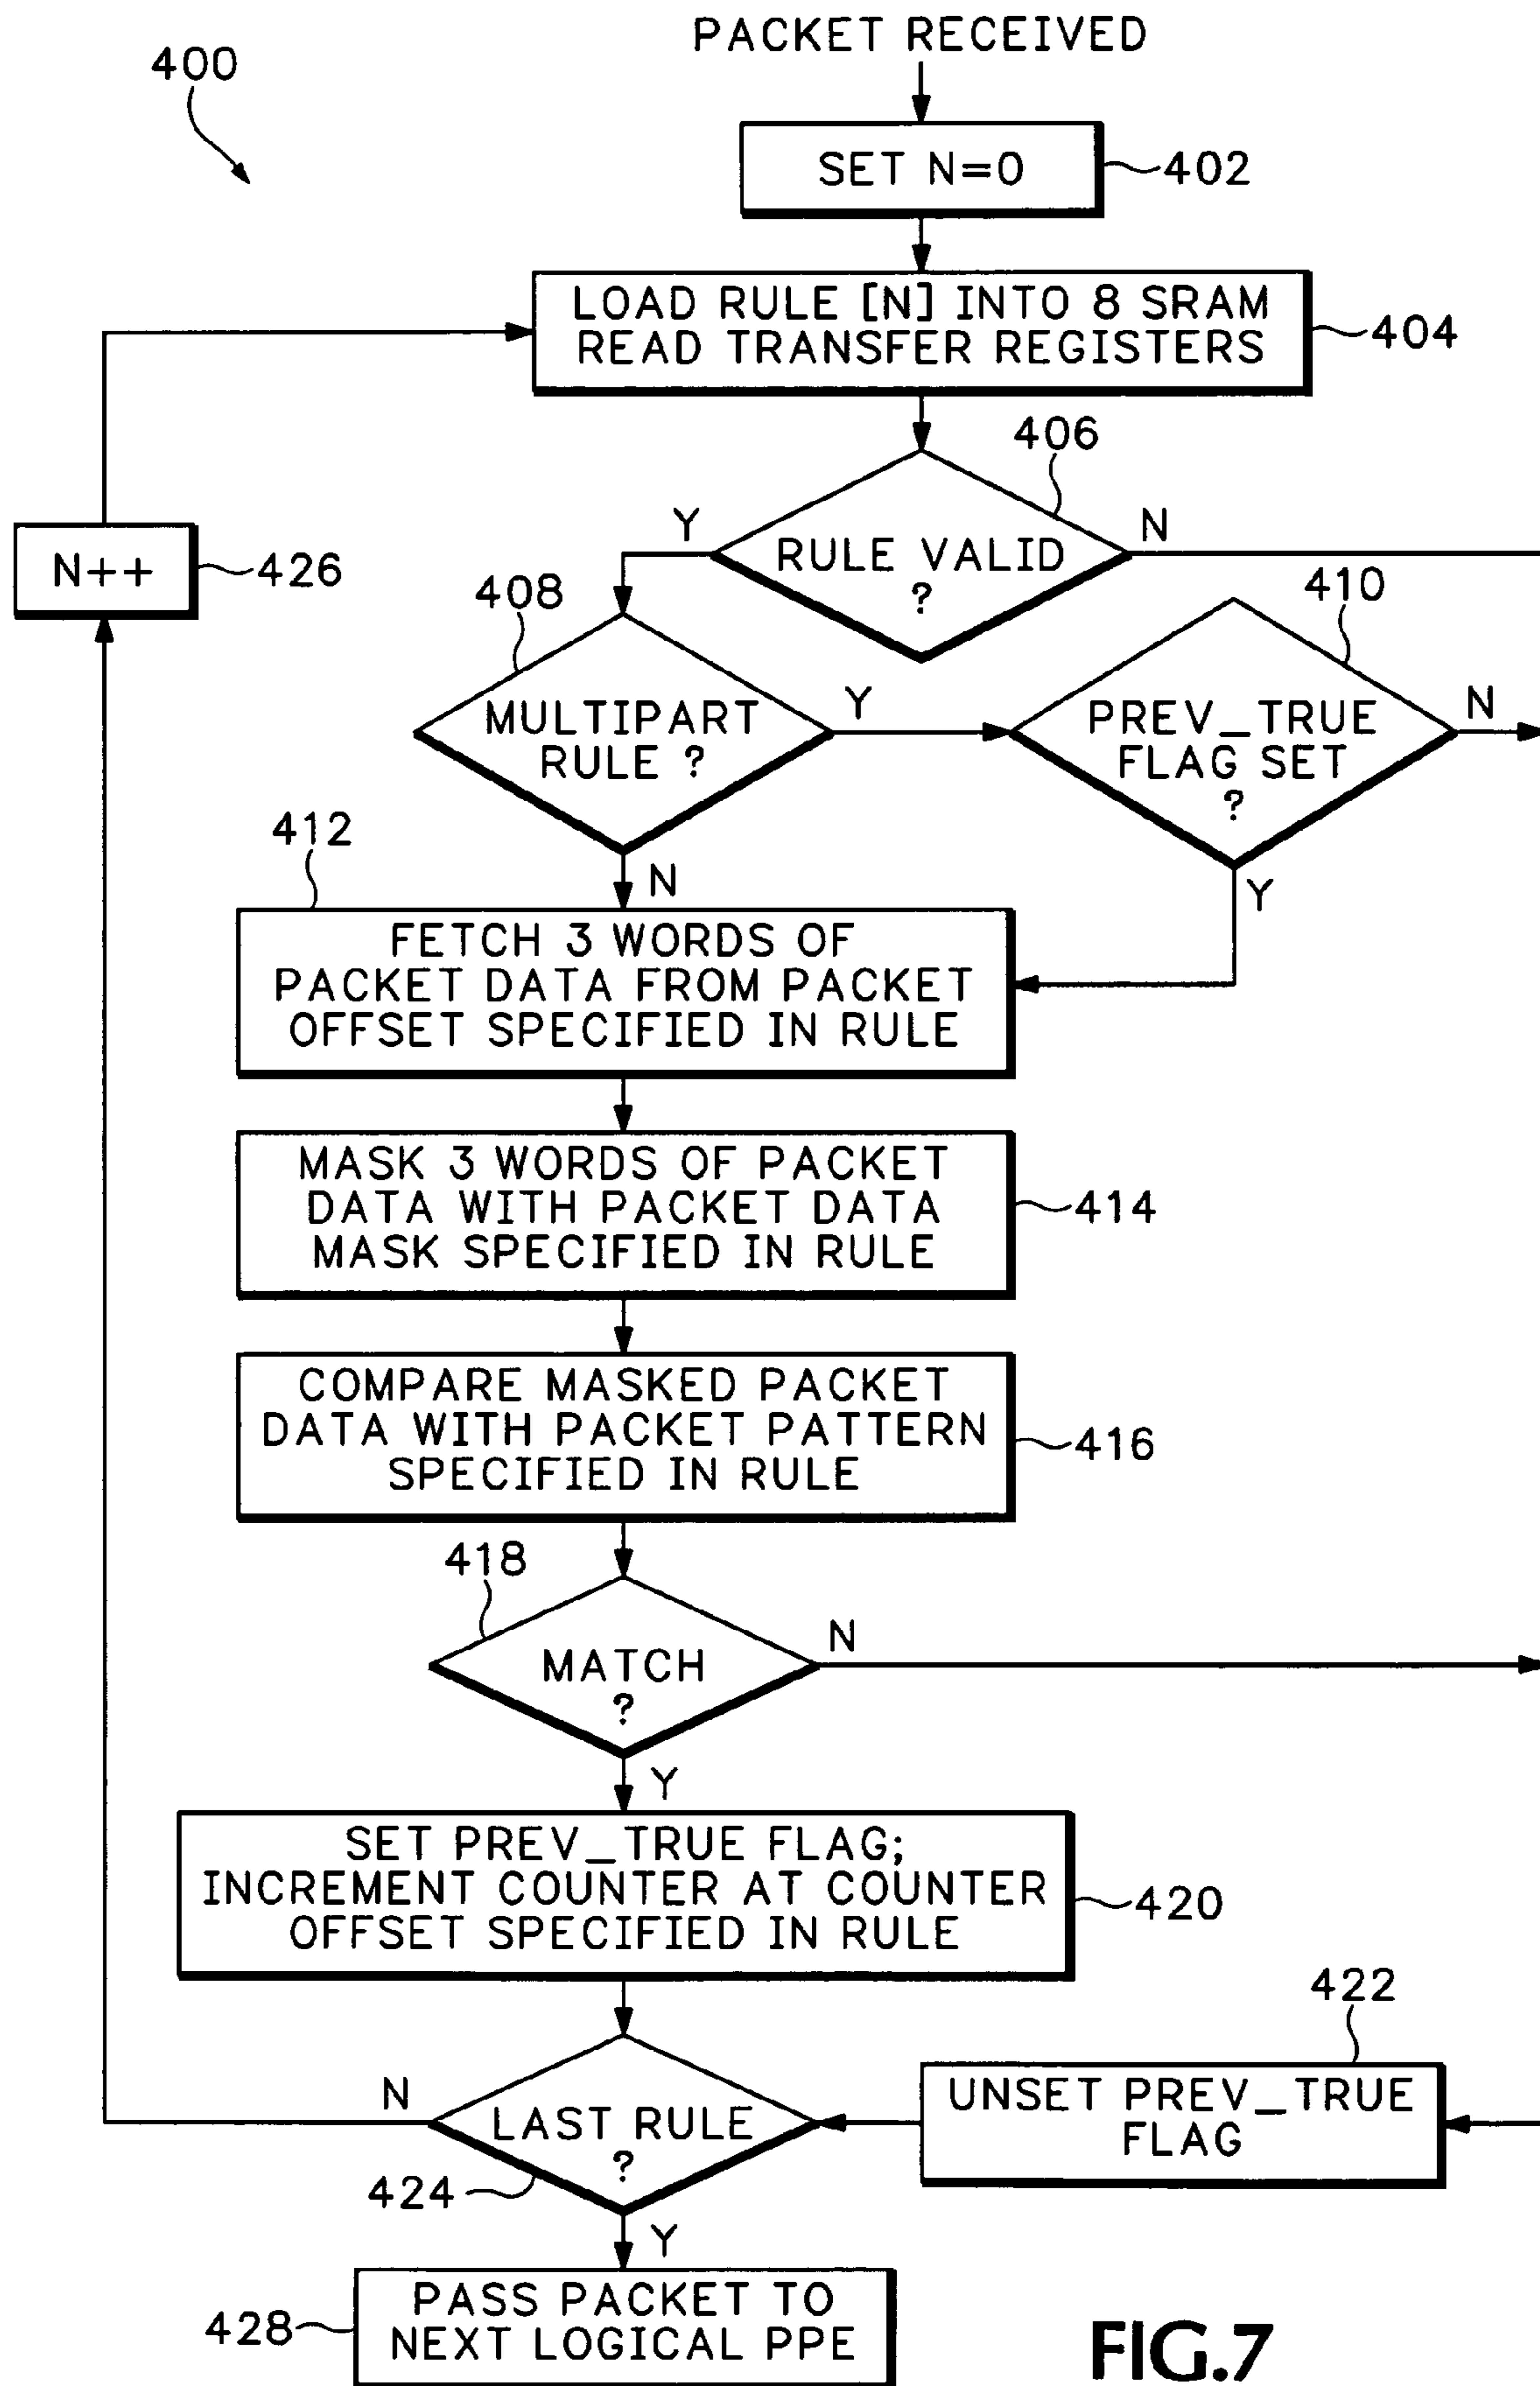 PACKET RECEIVED
400
SET N=0
402
LOAD RULE [N] INTO 8 SRAM
READ TRANSFER REGISTERS
404
406
Y
N
RULE VALID
?
N++
426
408
410
MULTIPART
RULE ?
Y
PREV_TRUE
FLAG SET
?
N
412
N
Y
FETCH 3 WORDS OF
PACKET DATA FROM PACKET
OFFSET SPECIFIED IN RULE
MASK 3 WORDS OF PACKET
DATA WITH PACKET DATA
MASK SPECIFIED IN RULE
414
COMPARE MASKED PACKET
DATA WITH PACKET PATTERN
SPECIFIED IN RULE
416
418
N
MATCH
?
Y
SET PREV_TRUE FLAG;
INCREMENT COUNTER AT COUNTER
OFFSET SPECIFIED IN RULE
420
422
N
LAST RULE
?
UNSET PREV_TRUE
FLAG
424
Y
PASS PACKET TO
NEXT LOGICAL PPE
428
FIG.7